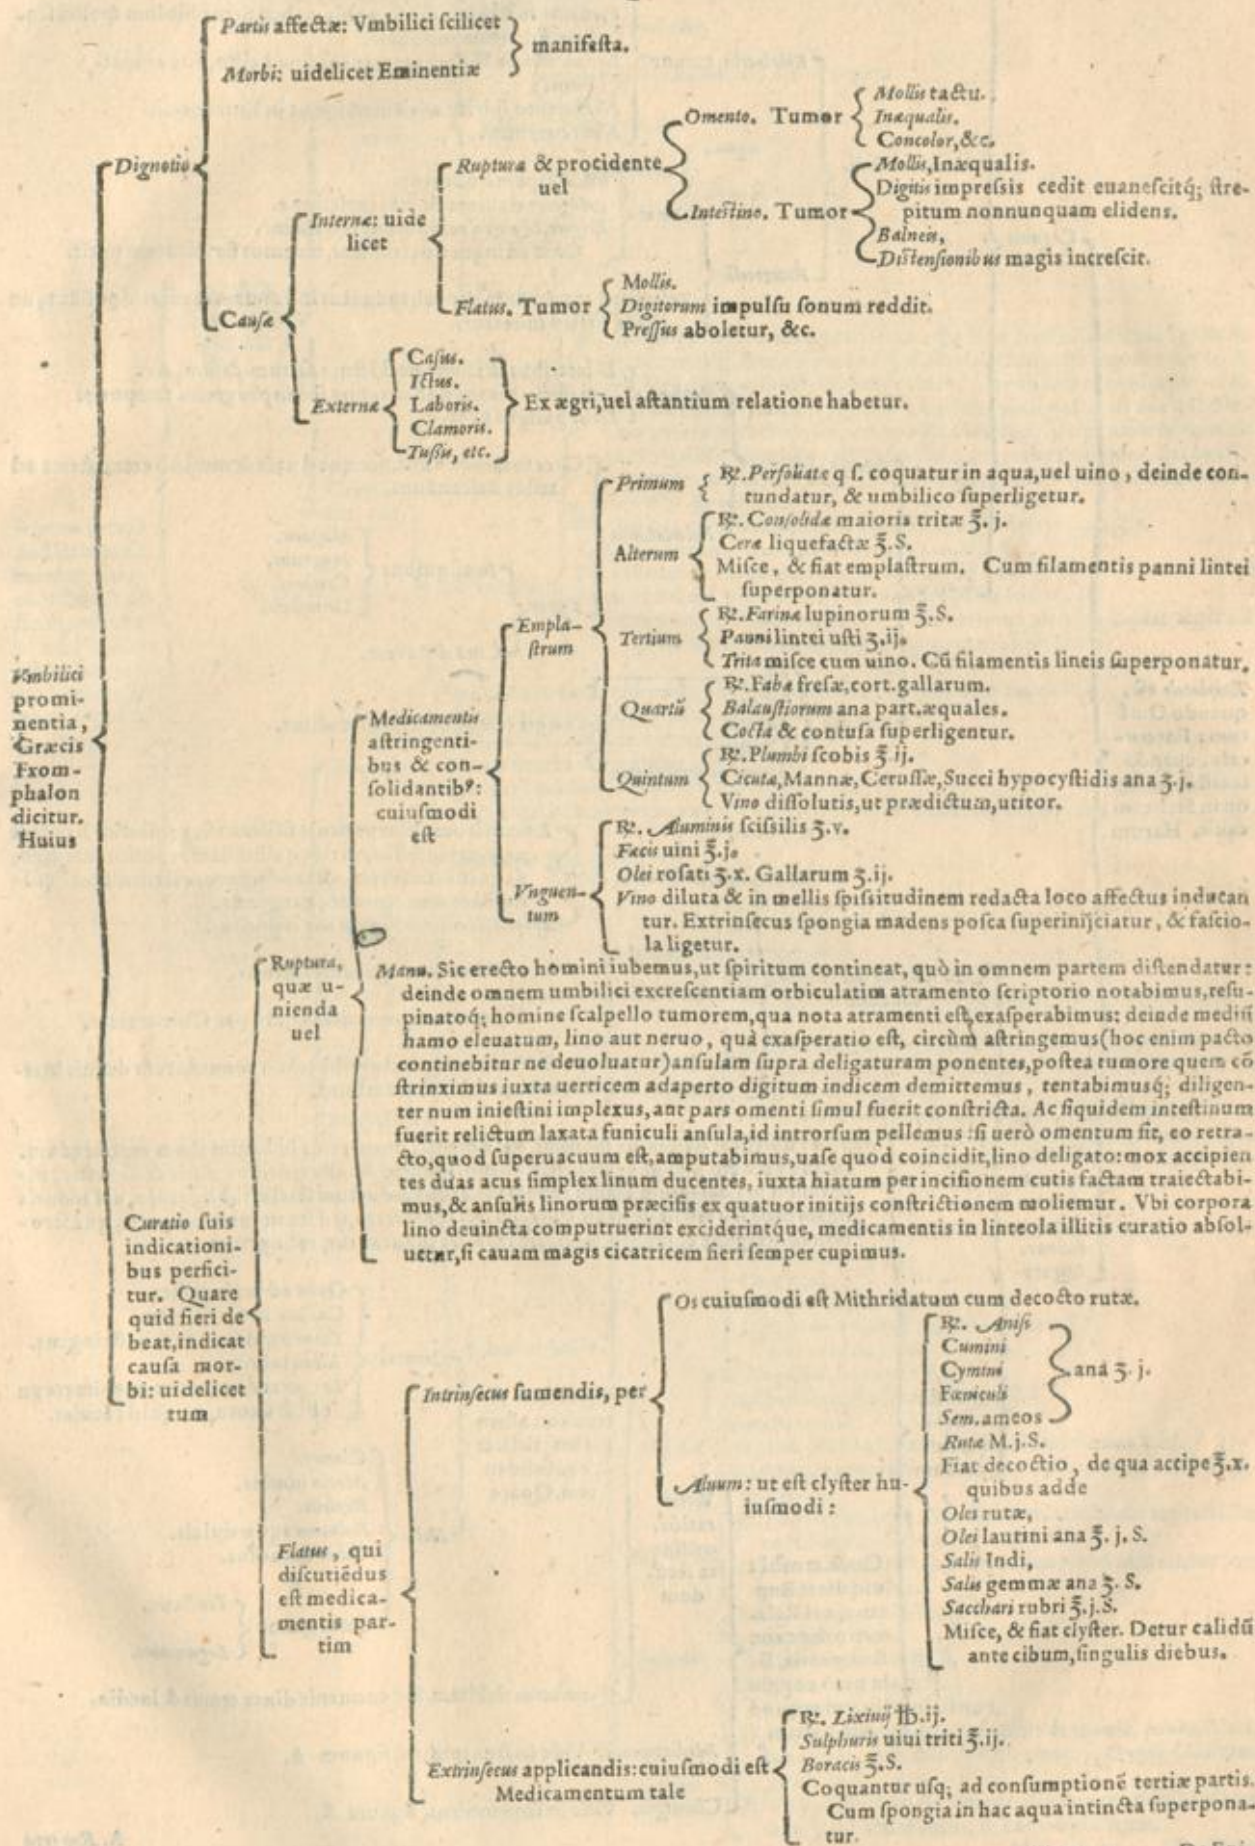 Partis affectæ: Vmbilici ſcilicet
Morbi: uidelicet Eminentiæ
manifeſta.
Dignotio
Cauſæ
Internæ: uide
licet
Rupturæ & procidente
uel
Omento. Tumor
Mollis tactu.
Inæqualis.
Concolor, &c.
Inteſtino. Tumor
Mollis, Inæqualis.
Digitis impreſsis cedit euaneſcitq́; ſtre-
pitum nonnunquam elidens.
Balneis,
Diſtenſionibus magis increſcit.
Flatus. Tumor
Mollis.
Digitorum impulſu ſonum reddit.
Preſſus aboletur, &c.
Externæ
Caſus.
Ictus.
Laboris.
Clamoris.
Tuſsis, etc.
Ex ægri, uel aſtantium relatione habetur.
Vmbilici
promi-
nentia,
Græcis
Exom-
phalon
dicitur.
Huius
Curatio ſuis
indicationi-
bus perfici-
tur. Quare
quid fieri de
beat, indicat
cauſa mor-
bi: uidelicet
tum
Ruptura,
quæ u-
nienda
uel
Medicamentis
aſtringenti-
bus & con-
ſolidantibꝰ:
cuiuſmodi
eſt
Empla-
ſtrum
Primum
℞. Perfoliatæ q ſ. coquatur in aqua, uel uino, deinde con-
tundatur, & umbilico ſuperligetur.
Alterum
℞. Conſolidæ maioris tritæ ℥. j.
Ceræ liquefactæ ℥. S.
Miſce, & fiat emplaſtrum. Cum filamentis panni lintei
ſuperponatur.
Tertium
℞. Farinæ lupinorum ℥. S.
Panni lintei uſti ʒ. ij.
Trita miſce cum uino. Cū filamentis lineis ſuperponatur.
Quartū
℞. Fabæ freſæ, cort. gallarum.
Balauſtiorum ana part. æquales.
Cocta & contuſa ſuperligentur.
Quintum
℞. Plumbi ſcobis ℥. ij.
Cicutæ, Mannæ, Ceruſſæ, Succi hypocyſtidis ana ʒ. j.
Vino diſſolutis, ut prædictum, utitor.
Vnguen-
tum
℞. Aluminis ſciſsilis ʒ. v.
Fæcis uini ℥. j.
Olei roſati ʒ. x. Gallarum ʒ. ij.
Vino diluta & in mellis ſpiſsitudinem redacta loco affectus inducan
tur. Extrinſecus ſpongia madens poſca ſuperinijciatur, & faſcio-
la ligetur.
Manu. Sic erecto homini iubemus, ut ſpiritum contineat, quò in omnem partem diſtendatur:
deinde omnem umbilici excreſcentiam orbiculatim atramento ſcriptorio notabimus, reſu-
pinatoq́; homine ſcalpello tumorem, qua nota atramenti eſt, exaſperabimus: deinde mediū
hamo eleuatum, lino aut neruo, quà exaſperatio eſt, circùm aſtringemus (hoc enim pacto
continebitur ne deuoluatur) anſulam ſupra deligaturam ponentes, poſtea tumore quem cō
ſtrinximus iuxta uerticem adaperto digitum indicem demittemus, tentabimusq́; diligen-
ter num inteſtini implexus, aut pars omenti ſimul fuerit conſtricta. Ac ſiquidem inteſtinum
fuerit relictum laxata funiculi anſula, id introrſum pellemus: ſi uerò omentum ſit, eo retra-
cto, quod ſuperuacuum eſt, amputabimus, uaſe quod coincidit, lino deligato: mox accipien
tes duas acus ſimplex linum ducentes, iuxta hiatum per inciſionem cutis factam traiectabi-
mus, & anſulis linorum præciſis ex quatuor initijs conſtrictionem moliemur. Vbi corpora
lino deuincta computruerint exciderintque, medicamentis in linteola illitis curatio abſol-
uetur, ſi cauam magis cicatricem fieri ſemper cupimus.
Flatus, qui
diſcutiēdus
eſt medica-
mentis par-
tim
Intrinſecus ſumendis, per
Os cuiuſmodi eſt Mithridatum cum decocto rutæ.
Aluum: ut eſt clyſter hu-
iuſmodi:
℞. Aniſi
Cumini
Cymini
Fœniculi
Sem. ameos
ana ʒ. j.
Rutæ M. j. S.
Fiat decoctio, de qua accipe ℥. x.
quibus adde
Olei rutæ,
Olei laurini ana ℥. j. S.
Salis Indi,
Salis gemmæ ana ʒ. S.
Sacchari rubri ℥. j. S.
Miſce, & fiat clyſter. Detur calidū
ante cibum, ſingulis diebus.
Extrinſecus applicandis: cuiuſmodi eſt
Medicamentum tale
℞. Lixiuij ℔. ij.
Sulphuris uiui triti ℥. ij.
Boracis ℥. S.
Coquantur uſq; ad conſumptionē tertiæ partis.
Cum ſpongia in hac aqua intincta ſuperpona-
tur.